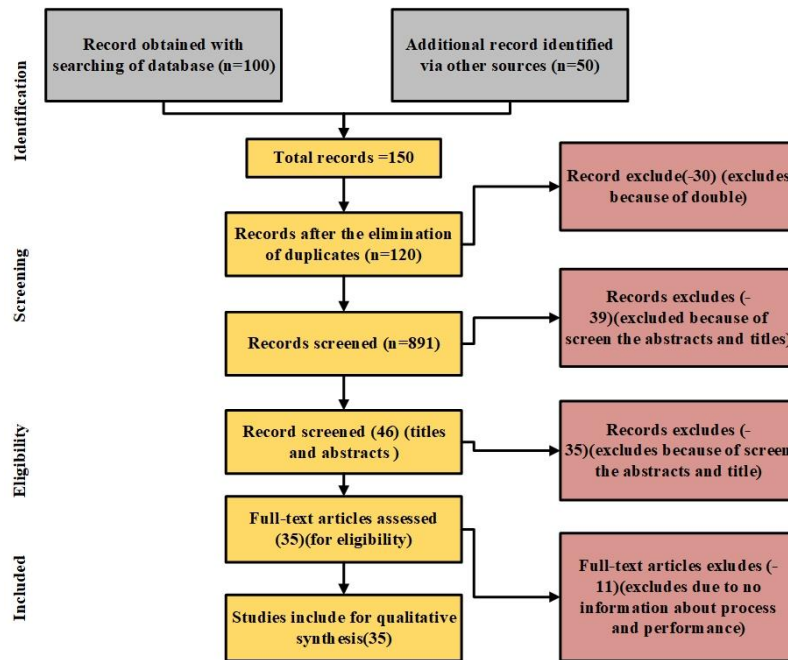 Record obtained with
searching of database (n=100)
Additional record identified
via other sources (n=50)
Identification
Total records =150
Record exclude(-30) (excludes
because of double)
Records after the elimination
of duplicates (n=120)
Screening
Records excludes (-
39)(excluded because of
screen the abstracts and titles)
Records screened (n=891)
Eligibility
Record screened (46) (titles
and abstracts )
Records excludes (-
35)(excludes because of screen
the abstracts and title)
Full-text articles assessed
(35)(for eligibility)
Included
Full-text articles exludes (-
11)(excludes due to no
information about process
and performance)
Studies include for qualitative
synthesis(35)